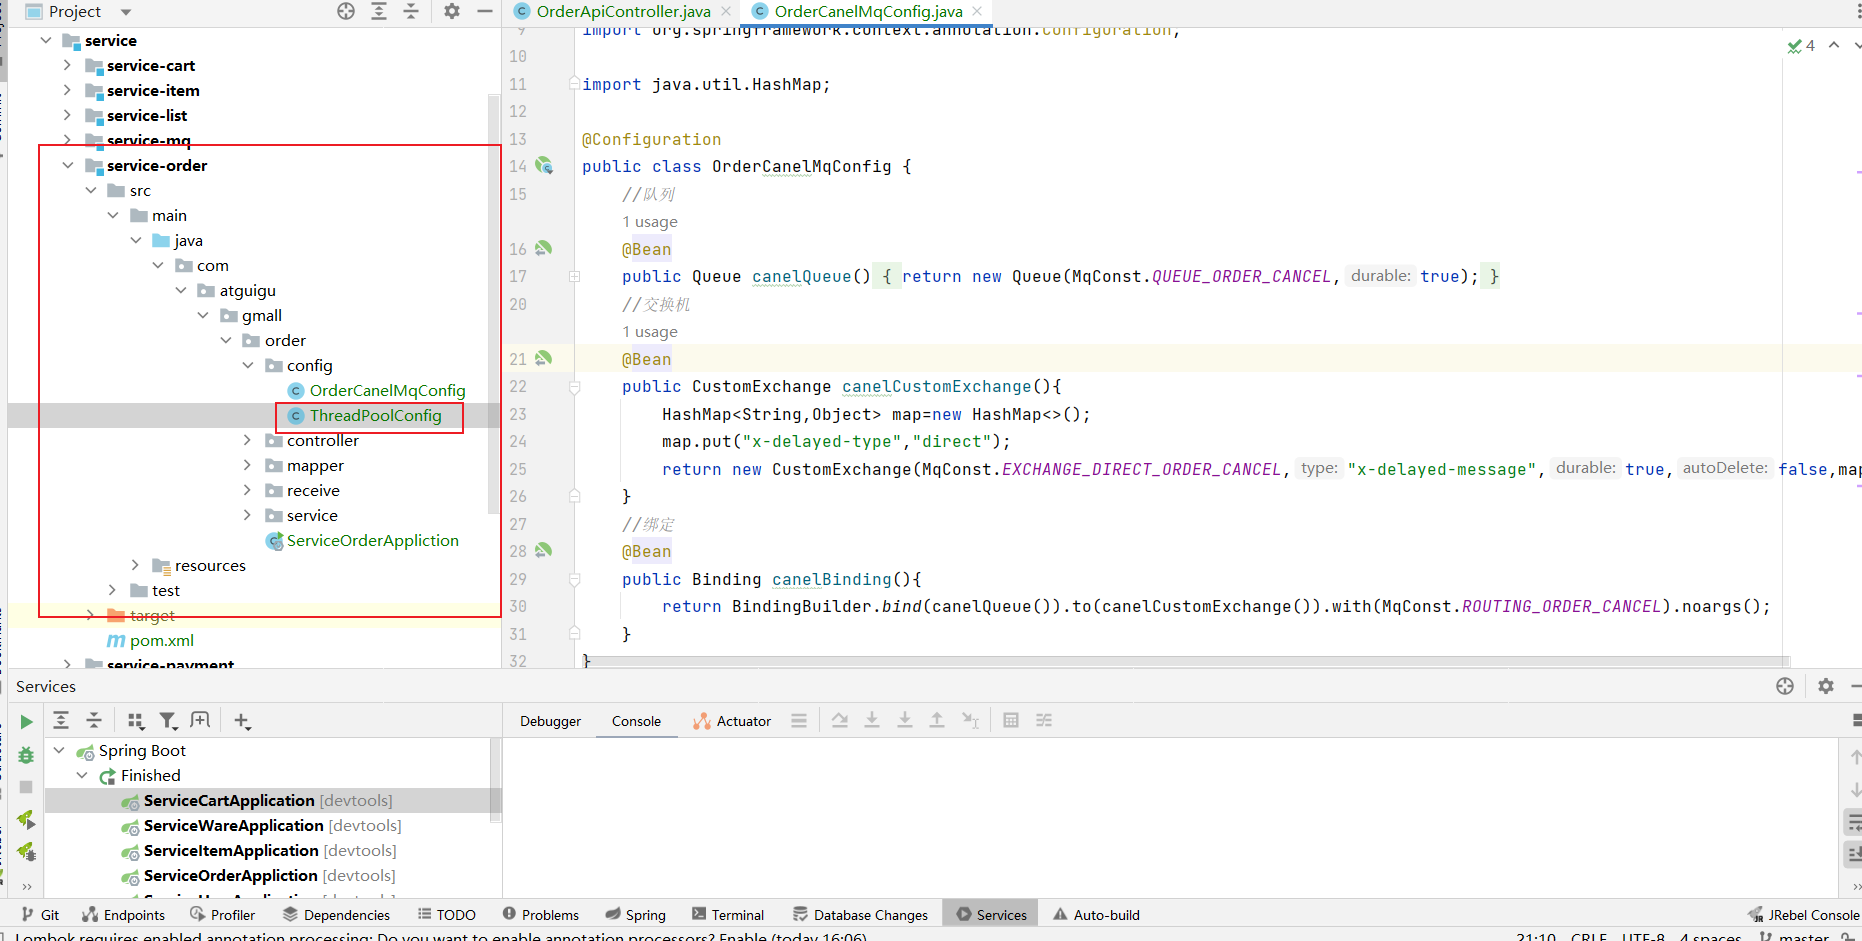 Project
service
service-cart
service-item
service-list
service-mq
service-order
src
main
java
com
atguigu
gmall
order
config
OrderCanelMqConfig
ThreadPoolConfig
controller
mapper
receive
service
ServiceOrderAppliction
resources
test
target
pom.xml
service-payment
OrderApiController.java
OrderCanelMqConfig.java
4
9 import org.springframework.context.annotation.Configuration;
10
11 import java.util.HashMap;
12
13 @Configuration
14 public class OrderCanelMqConfig {
15 //队列
1 usage
16 @Bean
17 public Queue canelQueue() { return new Queue(MqConst.QUEUE_ORDER_CANCEL, durable: true); }
20 //交换机
1 usage
21 @Bean
22 public CustomExchange canelCustomExchange(){
23 HashMap<String,Object> map=new HashMap<>();
24 map.put("x-delayed-type","direct");
25 return new CustomExchange(MqConst.EXCHANGE_DIRECT_ORDER_CANCEL, type: "x-delayed-message", durable: true, autoDelete: false,map
26 }
27 //绑定
28 @Bean
29 public Binding canelBinding(){
30 return BindingBuilder.bind(canelQueue()).to(canelCustomExchange()).with(MqConst.ROUTING_ORDER_CANCEL).noargs();
31 }
32 }
Services
Debugger Console Actuator
Spring Boot
Finished
ServiceCartApplication [devtools]
ServiceWareApplication [devtools]
ServiceItemApplication [devtools]
ServiceOrderAppliction [devtools]
Git Endpoints Profiler Dependencies TODO Problems Spring Terminal Database Changes Services Auto-build JRebel Console
Lombok requires enabled annotation processing: Do you want to enable annotation processors? Enable (today 16:06) 21:10 CRLF UTF-8 4 spaces master